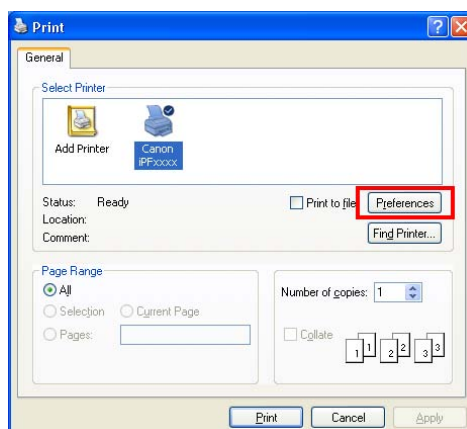 Print
General
Select Printer
Add Printer
Canon
iPFxxxx
Status: Ready
Print to file
Preferences
Location:
Comment:
Find Printer...
Page Range
All
Selection
Current Page
Pages:
Number of copies: 1
Collate
1 1 2 2 3 3
Print
Cancel
Apply